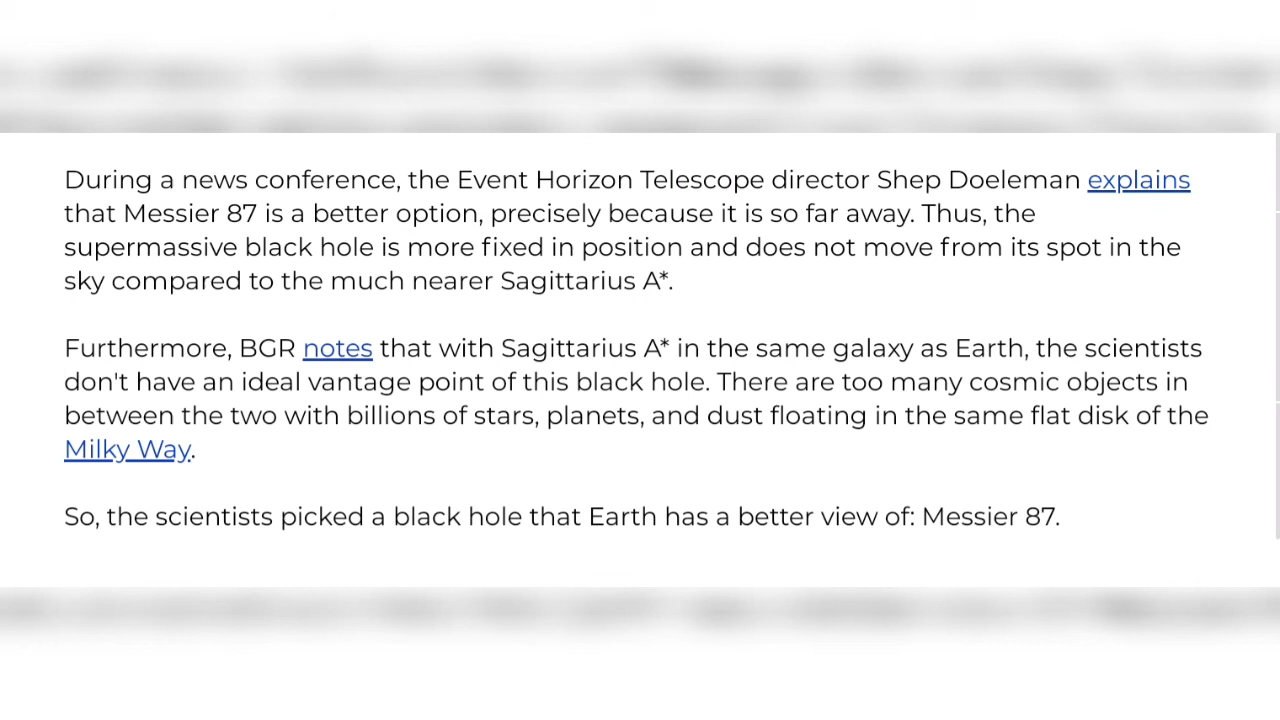 During a news conference, the Event Horizon Telescope director Shep Doeleman explains
that Messier 87 is a better option, precisely because it is so far away. Thus, the
supermassive black hole is more fixed in position and does not move from its spot in the
sky compared to the much nearer Sagittarius A*.
Furthermore, BGR notes that with Sagittarius A* in the same galaxy as Earth, the scientists
don't have an ideal vantage point of this black hole. There are too many cosmic objects in
between the two with billions of stars, planets, and dust floating in the same flat disk of the
Milky Way.
So, the scientists picked a black hole that Earth has a better view of: Messier 87.